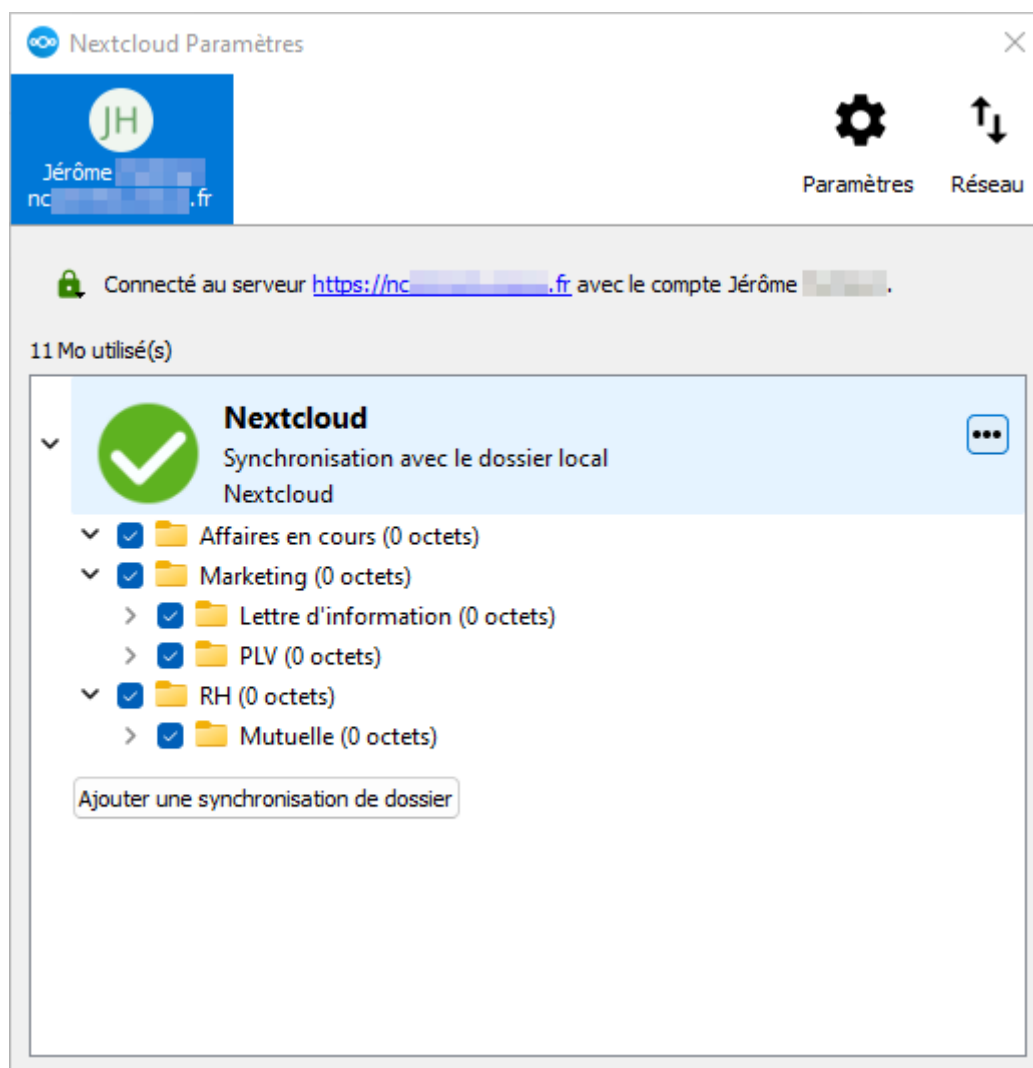 Nextcloud Paramètres
JH
Jérôme
nc .fr
Paramètres
Réseau
Connecté au serveur https://nc .fr avec le compte Jérôme .
11 Mo utilisé(s)
Nextcloud
Synchronisation avec le dossier local
Nextcloud
Affaires en cours (0 octets)
Marketing (0 octets)
Lettre d'information (0 octets)
PLV (0 octets)
RH (0 octets)
Mutuelle (0 octets)
Ajouter une synchronisation de dossier